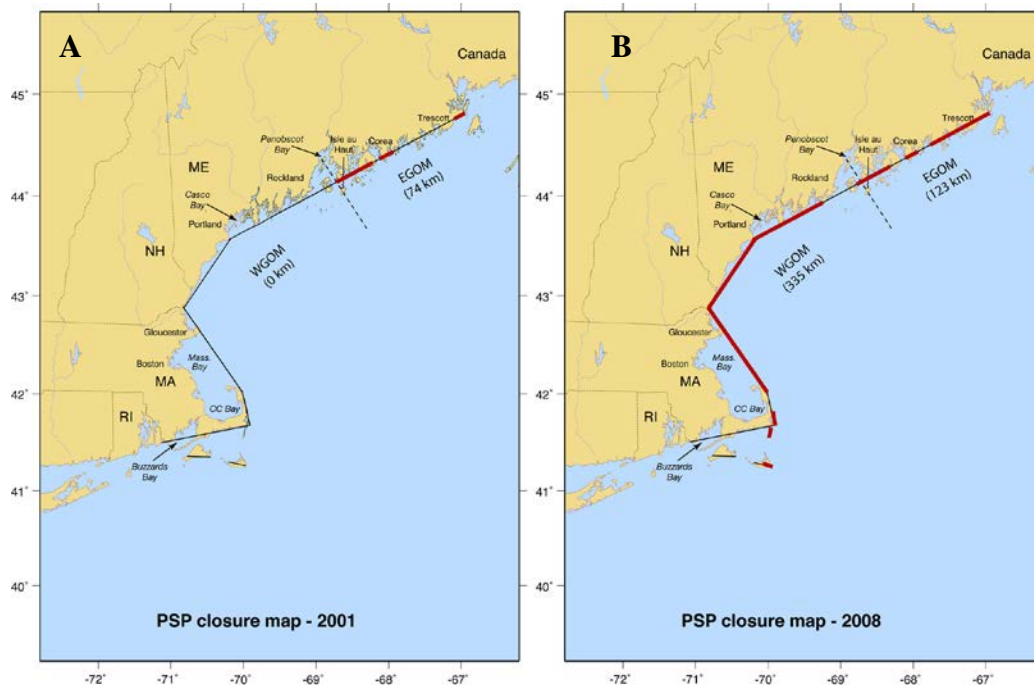 A
Canada
45˚
Trescott
Penobscot
Bay
Isle au
Haut
Corea
ME
Rockland
EGOM
(74 km)
44˚
Casco
Bay
Portland
NH
WGOM
(0 km)
43˚
Gloucester
Boston
Mass.
Bay
MA
42˚
CC Bay
RI
Buzzards
Bay
41˚
40˚
PSP closure map - 2001
-72˚
-71˚
-70˚
-69˚
-68˚
-67˚
B
Canada
45˚
Trescott
Penobscot
Bay
Isle au
Haut
Corea
ME
Rockland
EGOM
(123 km)
44˚
Casco
Bay
Portland
NH
WGOM
(335 km)
43˚
Gloucester
Boston
Mass.
Bay
MA
42˚
CC Bay
RI
Buzzards
Bay
41˚
40˚
PSP closure map - 2008
-72˚
-71˚
-70˚
-69˚
-68˚
-67˚